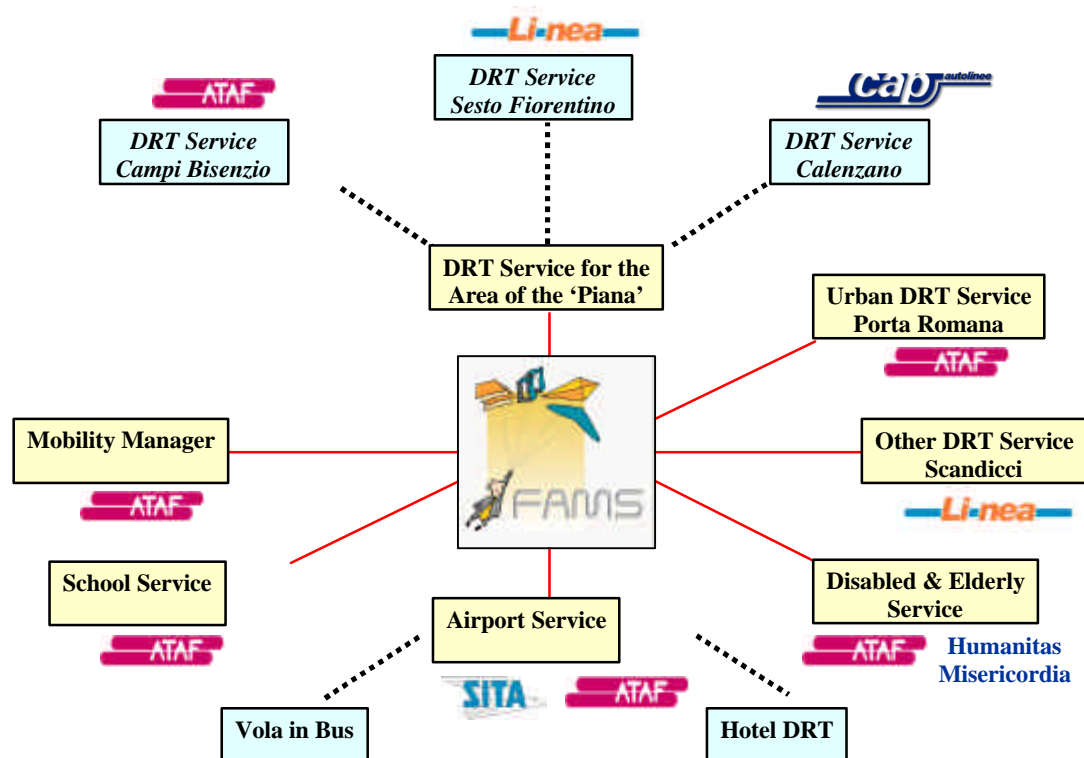 Li-nea
DRT Service
Sesto Fiorentino
ATAF
DRT Service
Campi Bisenzio
cap autolinee
DRT Service
Calenzano
DRT Service for the
Area of the ‘Piana’
Urban DRT Service
Porta Romana
ATAF
FAMS
Mobility Manager
ATAF
Other DRT Service
Scandicci
Li-nea
School Service
ATAF
Airport Service
SITA
ATAF
Disabled & Elderly
Service
ATAF
Humanitas
Misericordia
Vola in Bus
Hotel DRT